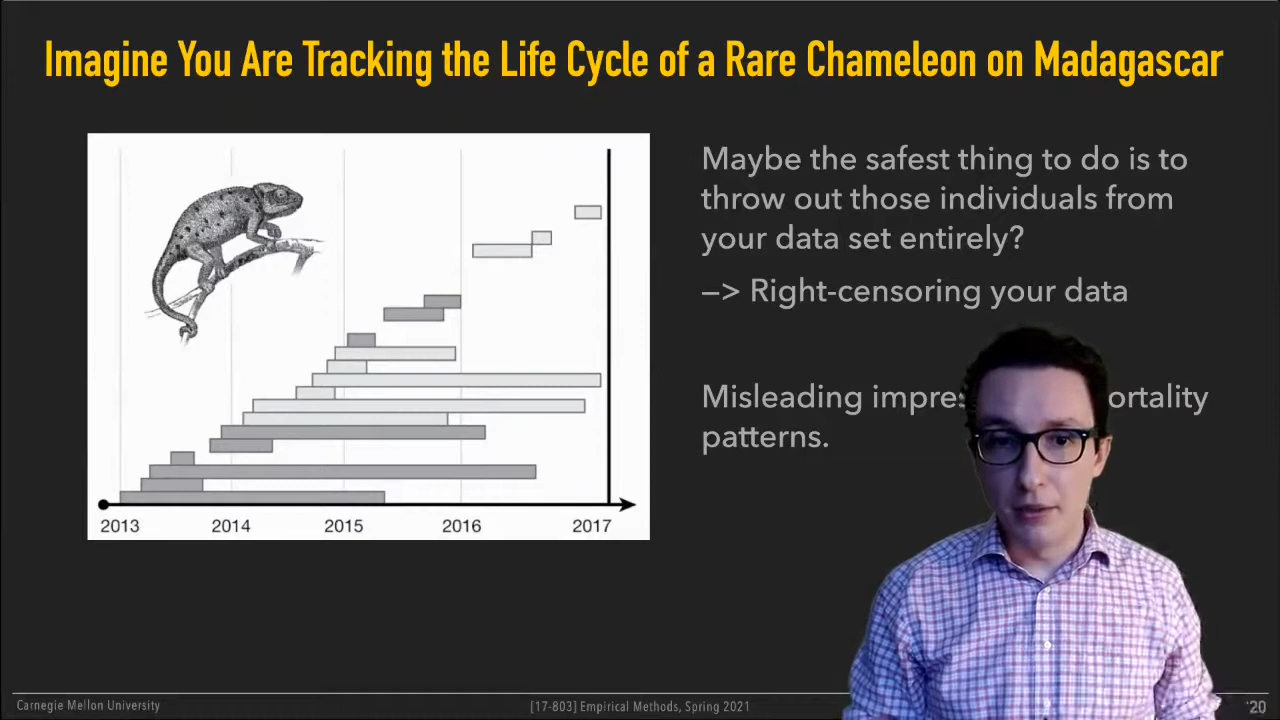 Imagine You Are Tracking the Life Cycle of a Rare Chameleon on Madagascar
Maybe the safest thing to do is to
throw out those individuals from
your data set entirely?
—> Right-censoring your data
Misleading
patterns.
2013 2014 2015 2016 2017
Carnegie Mellon University
[17-803] Empirical Methods, Spring 2021
'20